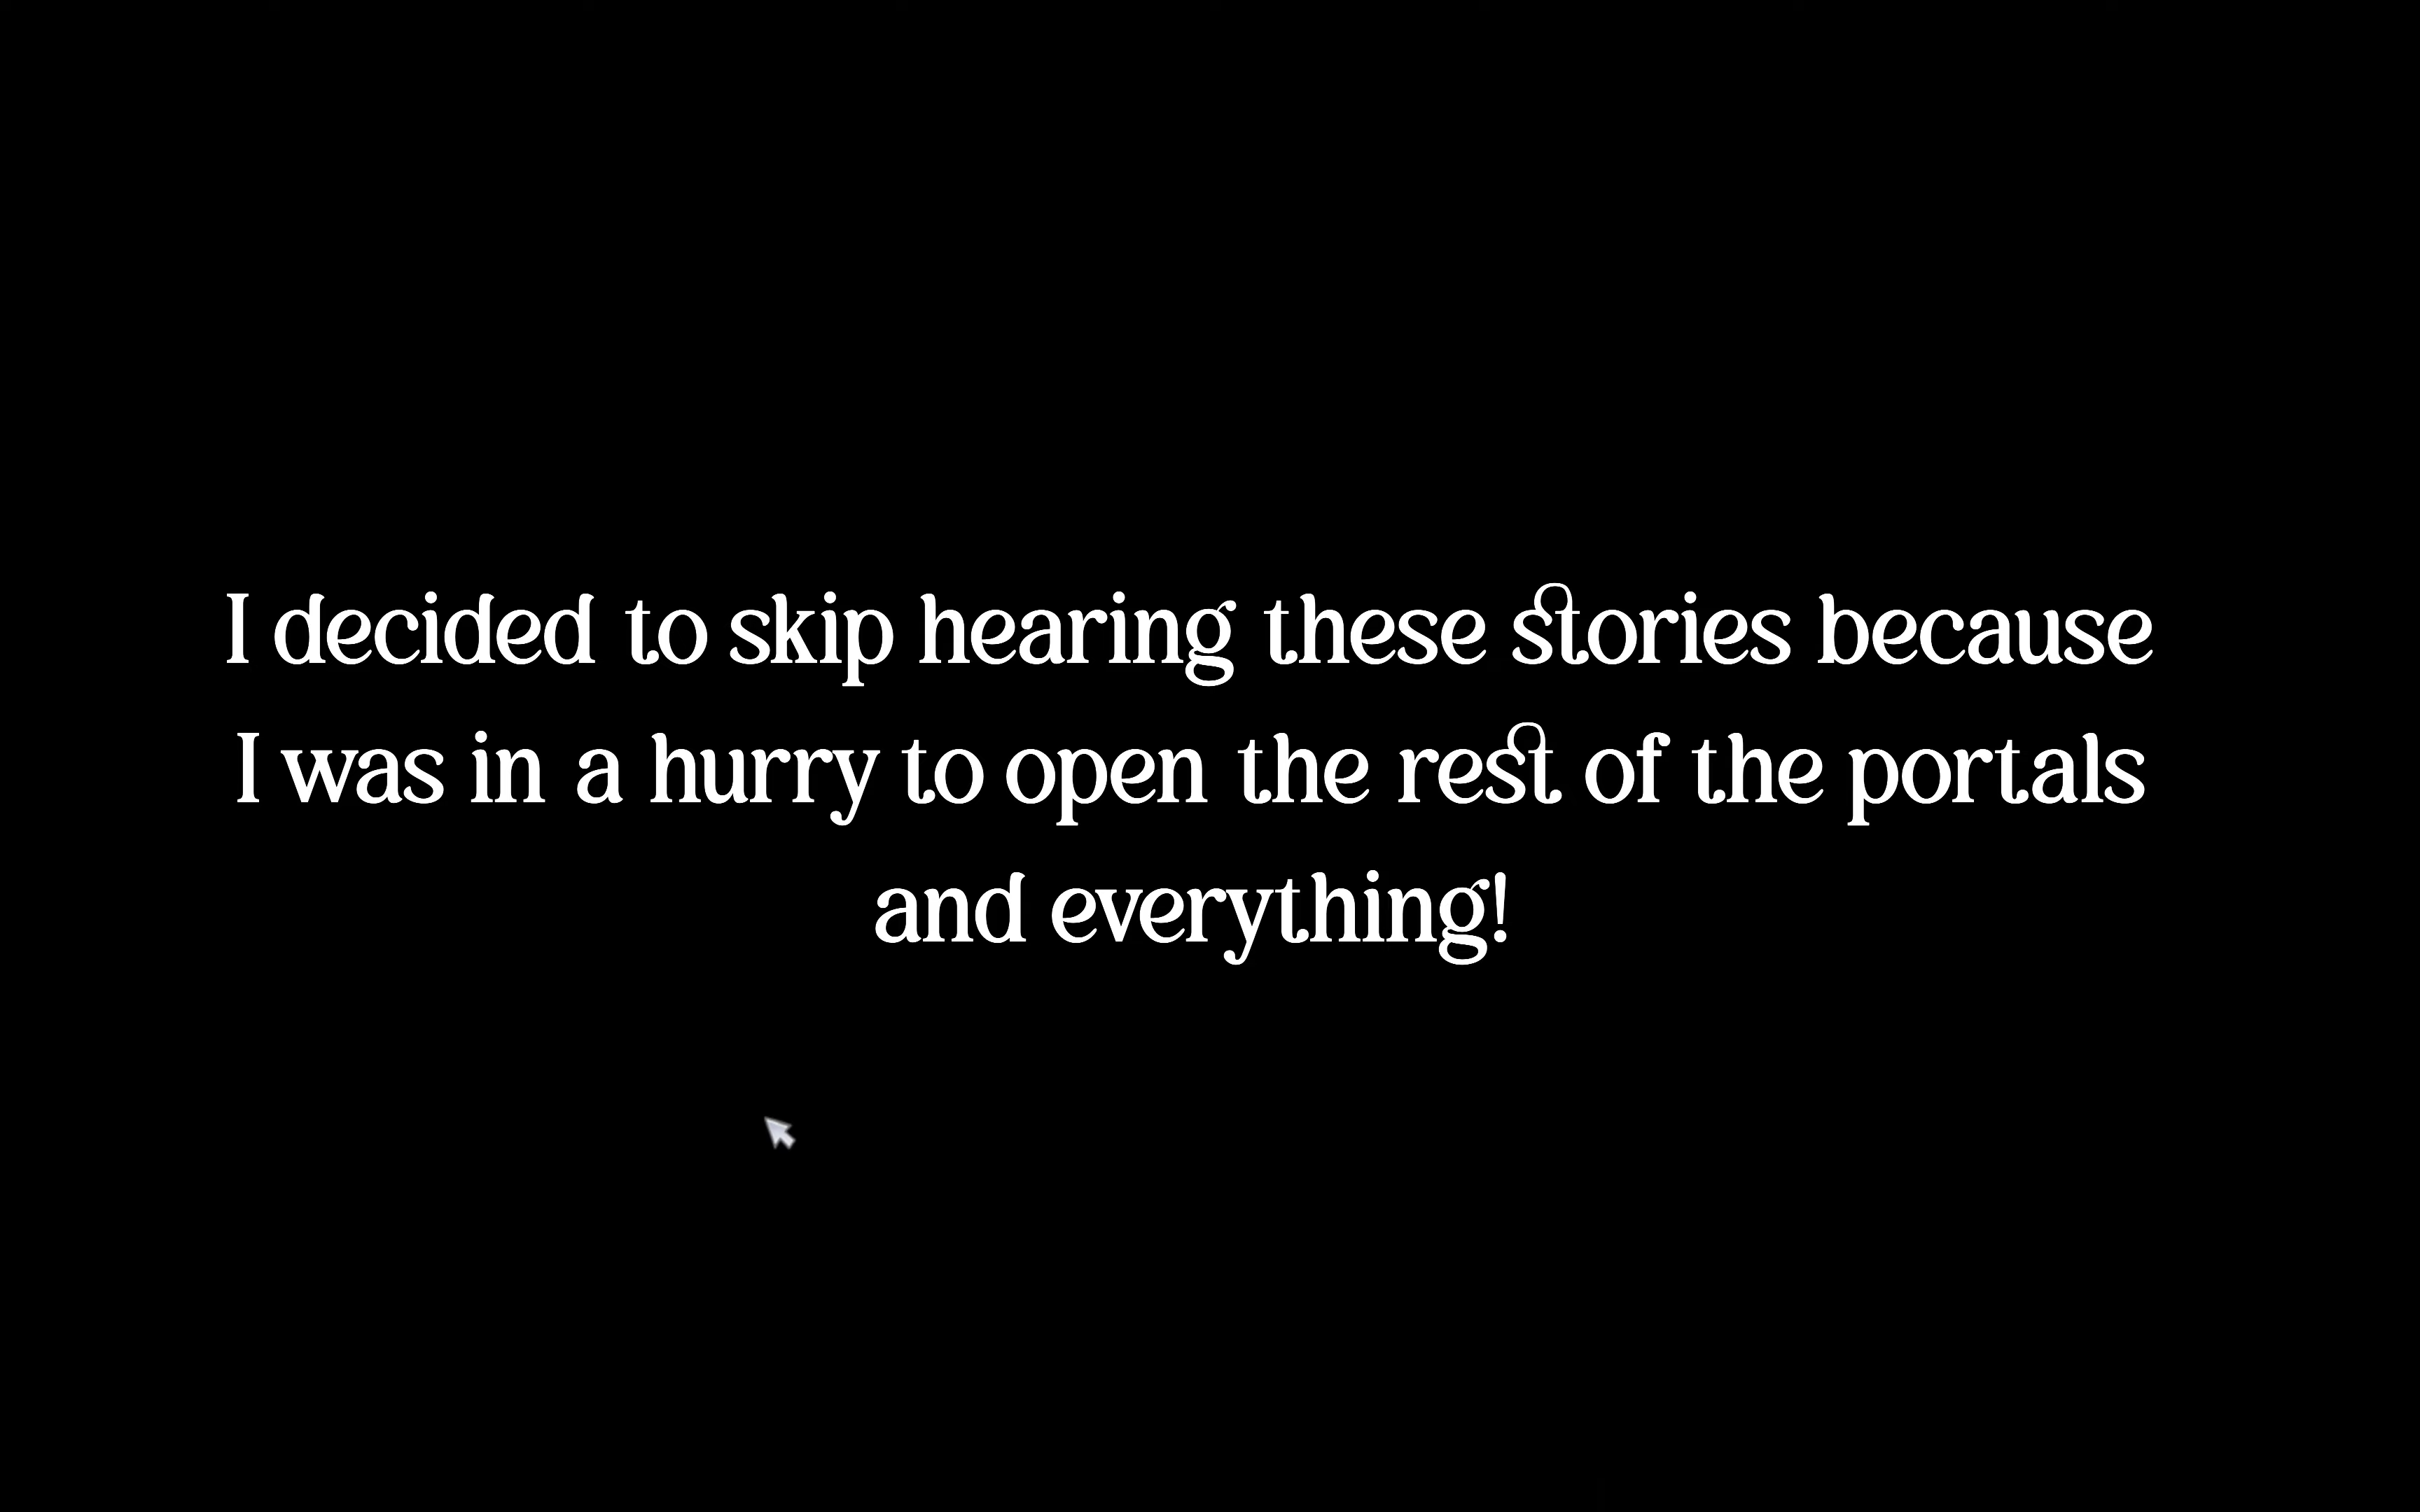 I decided to skip hearing these stories because
I was in a hurry to open the rest of the portals
and everything!